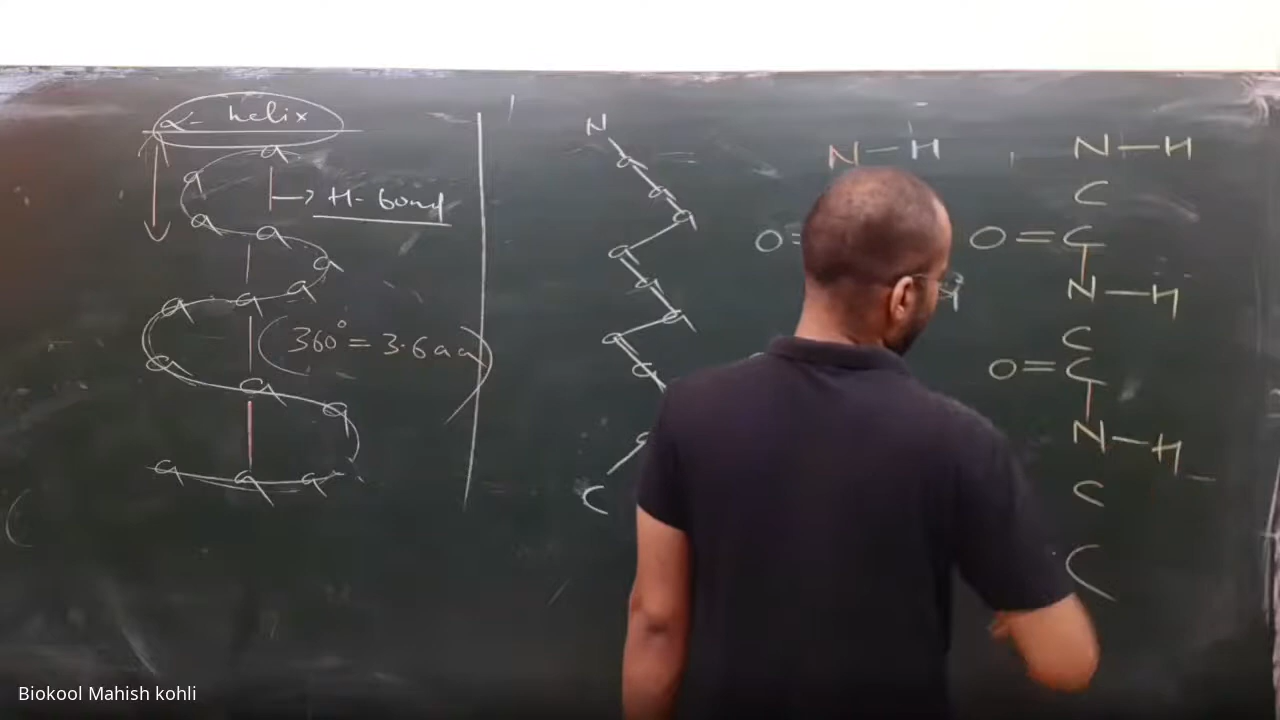 α- helix
a
a
→ H-bond
a
a
a
a
a
a
360° = 3.6 aa
a
a
a
a
a
a
N
a
a
a
a
a
a
a
a
a
C
N - H
O =
N - H
C
O = C
N - H
C
O = C
N - H
C
C
Biokool Mahish kohli